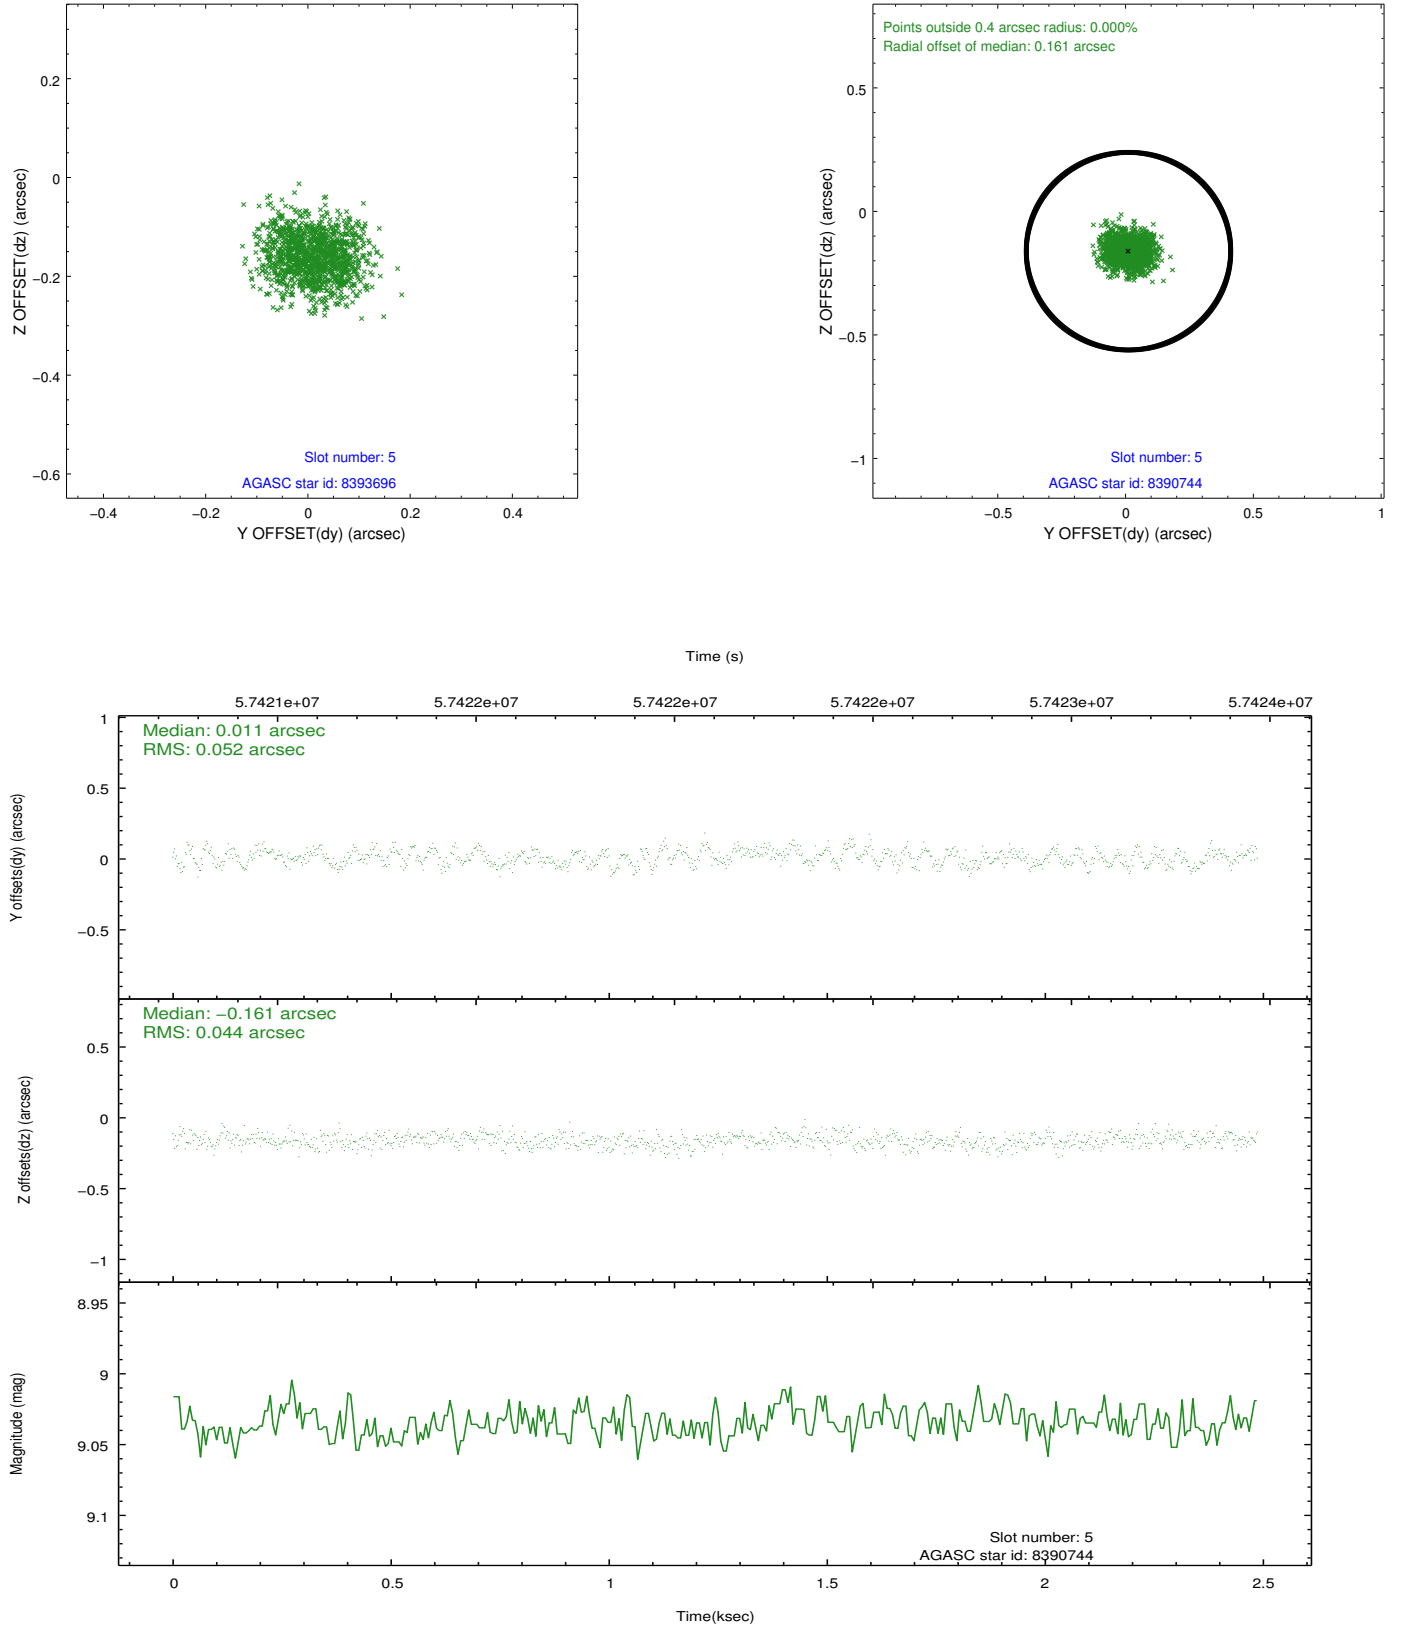 0.2
0
−0.2
−0.4
−0.6
Z OFFSET(dz) (arcsec)
Slot number: 5
AGASC star id: 8393696
−0.4 −0.2 0 0.2 0.4
Y OFFSET(dy) (arcsec)
Points outside 0.4 arcsec radius: 0.000%
Radial offset of median: 0.161 arcsec
0.5
0
−0.5
−1
Z OFFSET(dz) (arcsec)
Slot number: 5
AGASC star id: 8390744
−0.5 0 0.5 1
Y OFFSET(dy) (arcsec)
Time (s)
5.7421e+07 5.7422e+07 5.7422e+07 5.7422e+07 5.7423e+07 5.7424e+07
Median: 0.011 arcsec
RMS: 0.052 arcsec
1
0.5
0
−0.5
Y offsets(dy) (arcsec)
Median: −0.161 arcsec
RMS: 0.044 arcsec
0.5
0
−0.5
−1
Z offsets(dz) (arcsec)
8.95
9
9.05
9.1
Magnitude (mag)
Slot number: 5
AGASC star id: 8390744
0 0.5 1 1.5 2 2.5
Time(ksec)